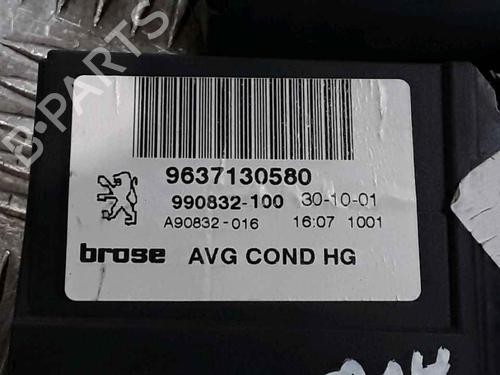 B-PARTS
9637130580
990832-100 30-10-01
A90832-016 16:07 1001
brose AVG COND HG